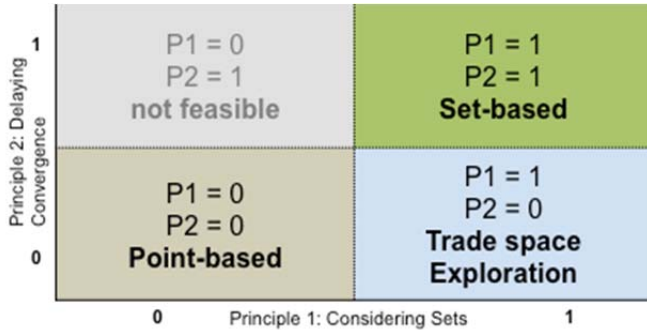 Principle 2: Delaying
Convergence
1
0
P1 = 0
P2 = 1
not feasible
P1 = 1
P2 = 1
Set-based
P1 = 0
P2 = 0
Point-based
P1 = 1
P2 = 0
Trade space
Exploration
0
Principle 1: Considering Sets
1